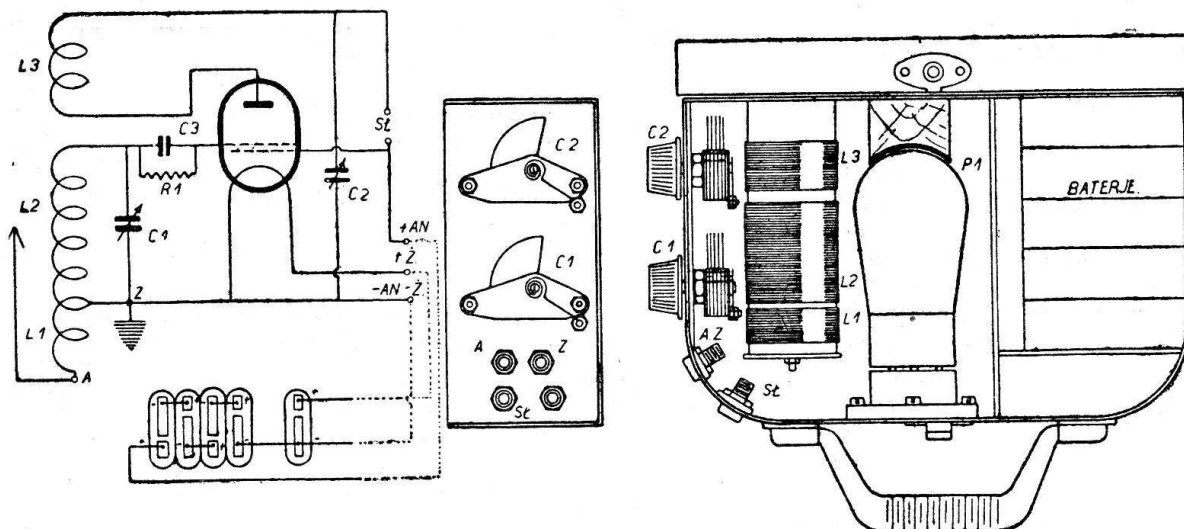 L3
C3
R1
St
L2
C1
C2
+AN
+Ż
Z
-AN-Ż.
L1
A
- + - +
+ - + -
+
-
C2
C1
A
Z
St
C2
L3
P1
BATERJE.
C1
L2
L1
AZ
St